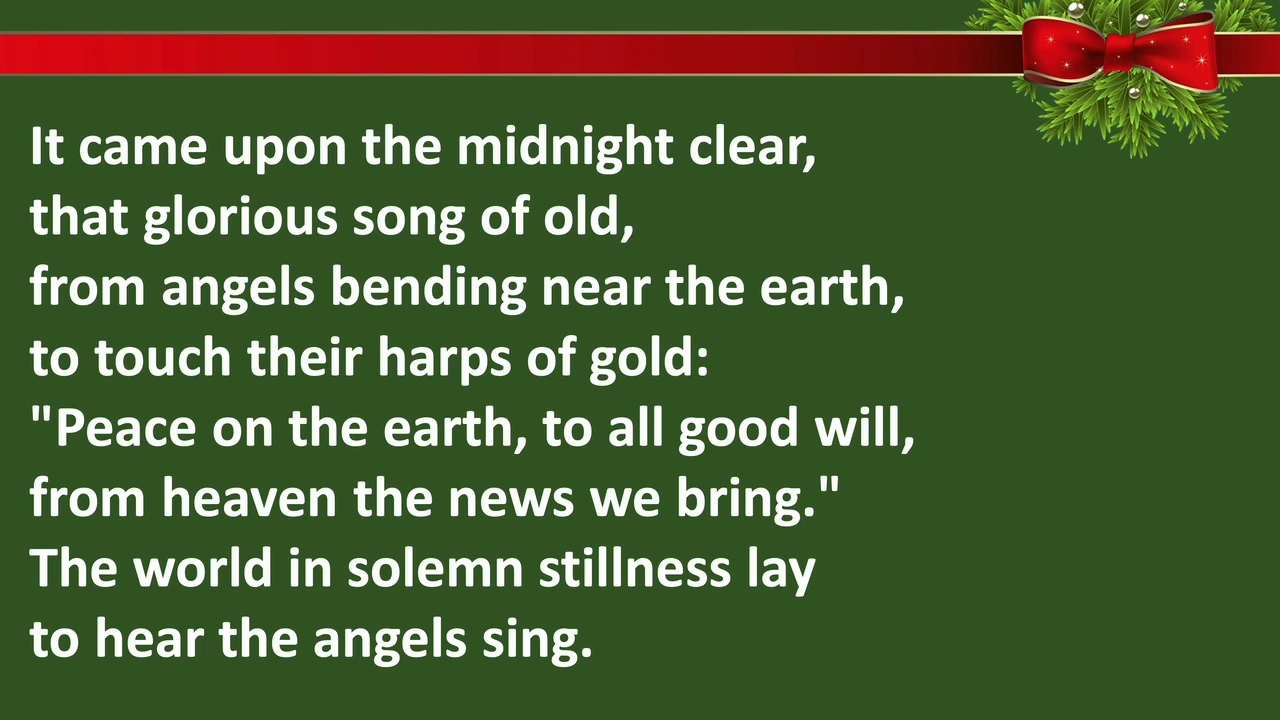 It came upon the midnight clear,
that glorious song of old,
from angels bending near the earth,
to touch their harps of gold:
"Peace on the earth, to all good will,
from heaven the news we bring."
The world in solemn stillness lay
to hear the angels sing.